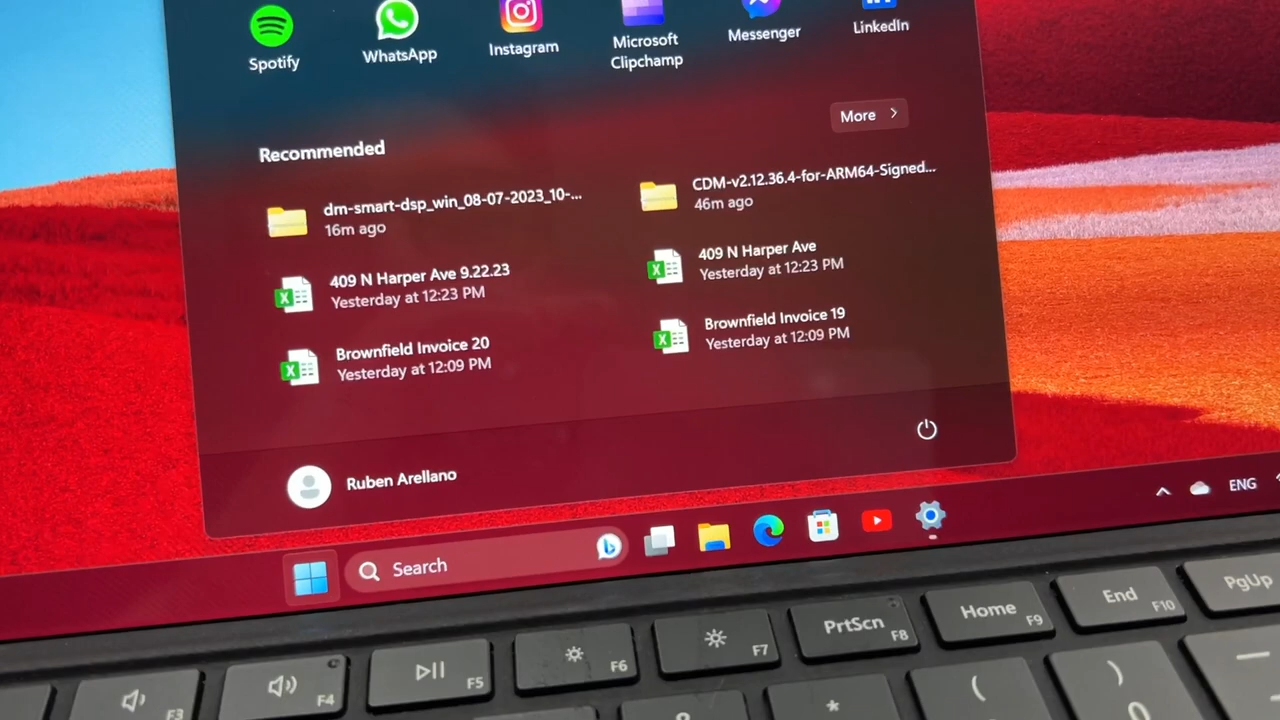 Spotify
WhatsApp
Instagram
Microsoft
Clipchamp
Messenger
LinkedIn
More
Recommended
dm-smart-dsp_win_08-07-2023_10-...
16m ago
CDM-v2.12.36.4-for-ARM64-Signed...
46m ago
409 N Harper Ave 9.22.23
Yesterday at 12:23 PM
409 N Harper Ave
Yesterday at 12:23 PM
Brownfield Invoice 20
Yesterday at 12:09 PM
Brownfield Invoice 19
Yesterday at 12:09 PM
Ruben Arellano
Search
ENG
F3
F4
F5
F6
F7
PrtScn F8
Home F9
End F10
PgUp
*
(
)